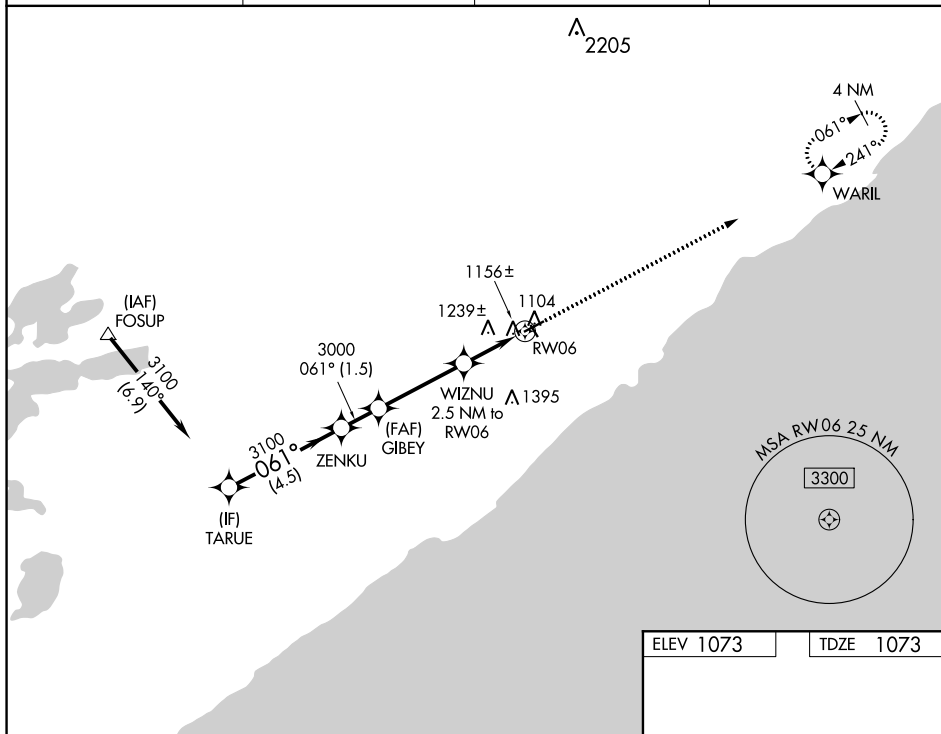 2205
4 NM
061°
241°
WARIL
1156±
1104
1239±
RW06
(IAF)
FOSUP
3100
140°
(6.9)
3000
061° (1.5)
WIZNU
2.5 NM to
RW06
1395
(FAF)
GIBEY
ZENKU
3100
061°
(4.5)
(IF)
TARUE
MSA RW06 25 NM
3300
ELEV 1073
TDZE 1073